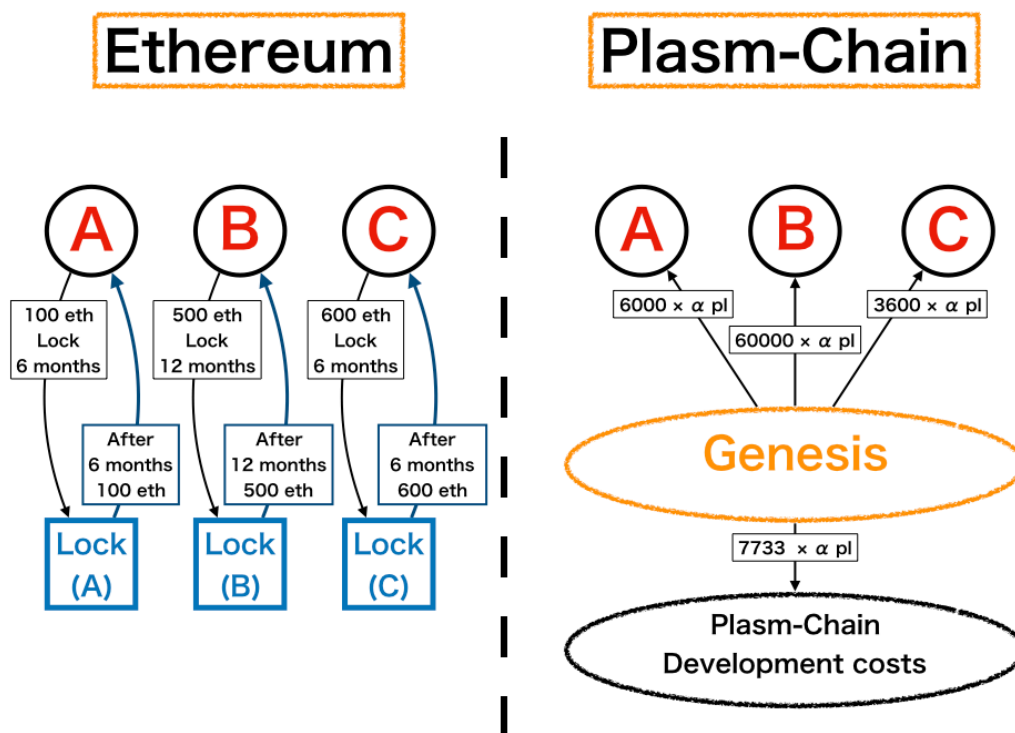 Ethereum
Plasm-Chain
A
B
C
100 eth
Lock
6 months
500 eth
Lock
12 months
600 eth
Lock
6 months
After
6 months
100 eth
After
12 months
500 eth
After
6 months
600 eth
Lock
(A)
Lock
(B)
Lock
(C)
A
B
C
6000 × α pl
60000 × α pl
3600 × α pl
Genesis
7733 × α pl
Plasm-Chain
Development costs